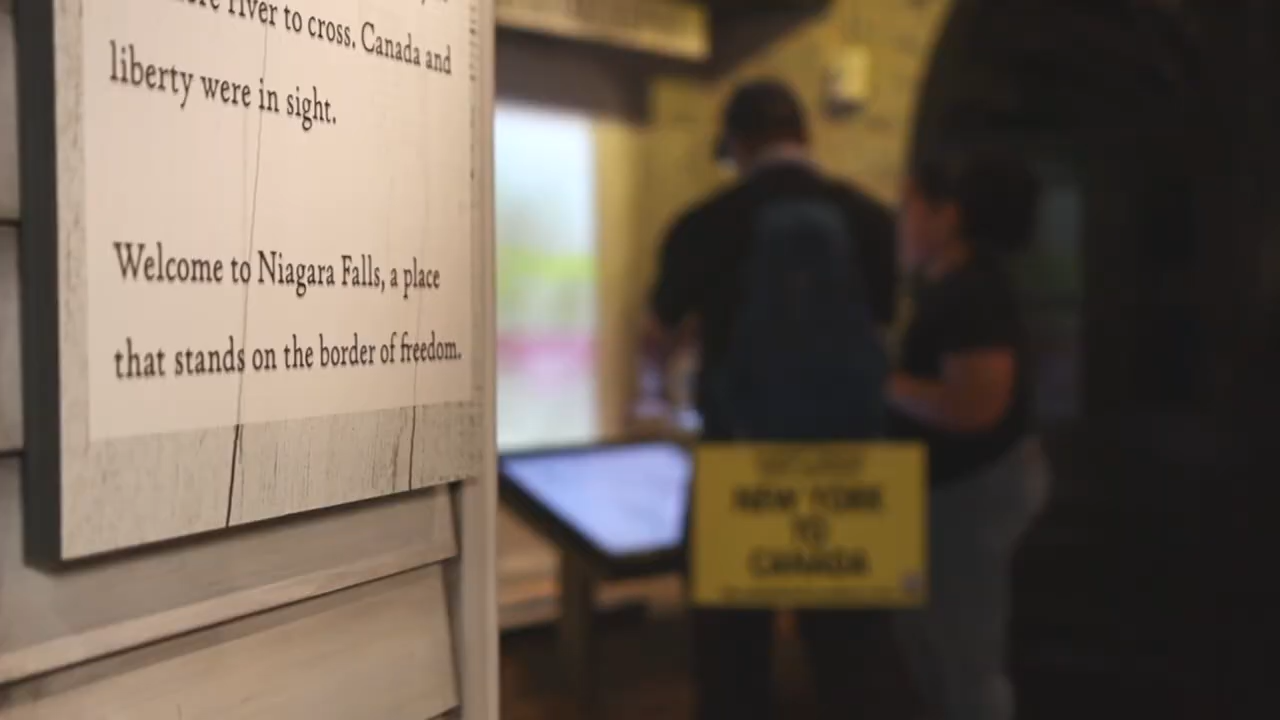 river to cross. Canada and
liberty were in sight.
Welcome to Niagara Falls, a place
that stands on the border of freedom.
NEW YORK
TO
CANADA